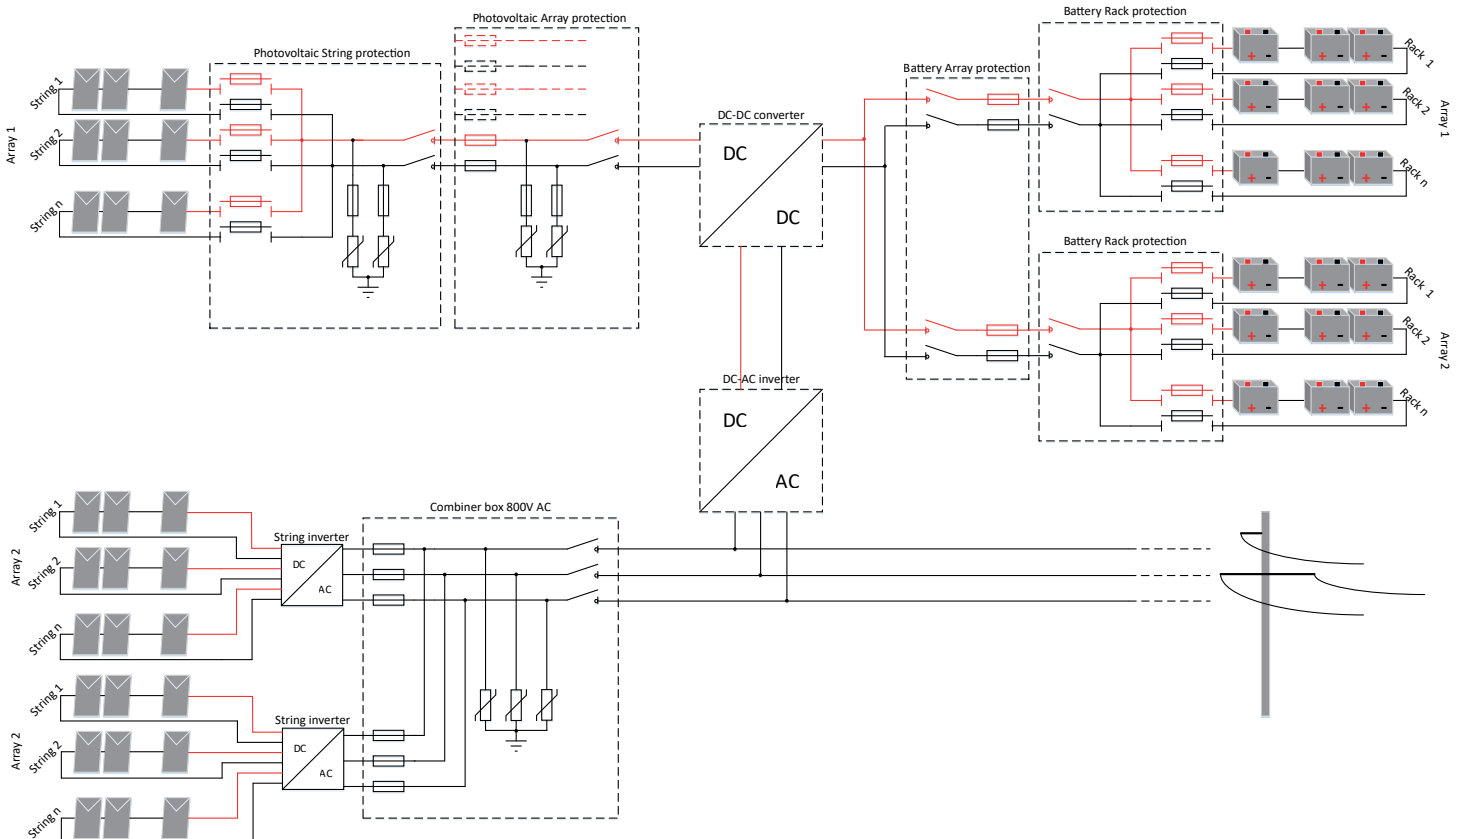 Photovoltaic Array protection
Battery Rack protection
Photovoltaic String protection
Battery Array protection
DC-DC converter
Array 1
String 1
String 2
String n
DC
DC
Rack 1
Rack 2
Rack n
Array 1
Battery Rack protection
Rack 1
Rack 2
Rack n
Array 2
DC-AC inverter
DC
AC
Combiner box 800V AC
Array 2
String 1
String 2
String n
String inverter
DC
AC
Array 2
String 1
String 2
String n
String inverter
DC
AC